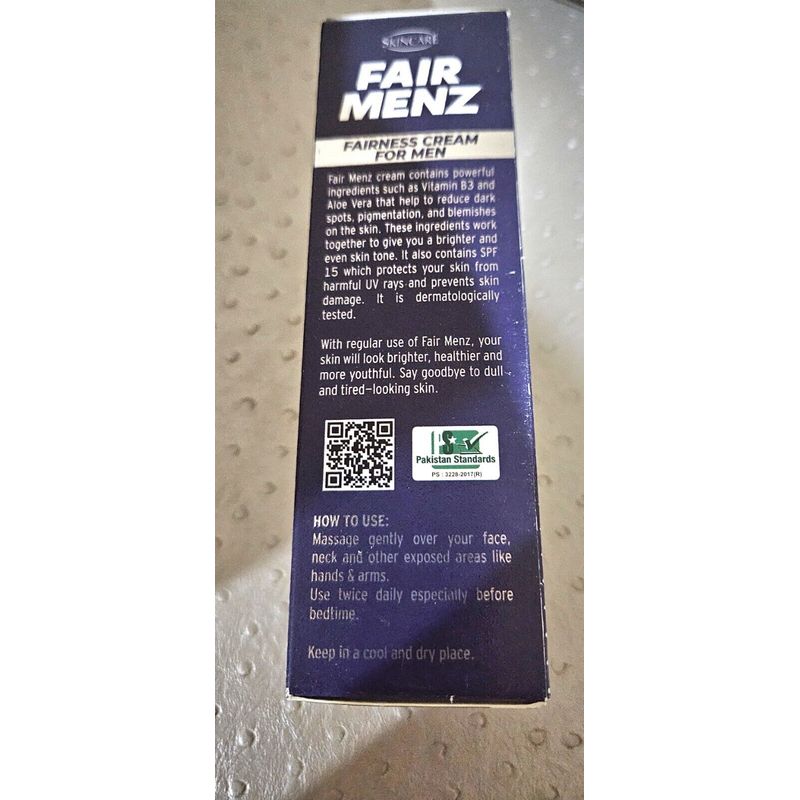 SKINCARE
FAIR
MENZ
FAIRNESS CREAM
FOR MEN
Fair Menz cream contains powerful
ingredients such as Vitamin B3 and
Aloe Vera that help to reduce dark
spots, pigmentation, and blemishes
on the skin. These ingredients work
together to give you a brighter and
even skin tone. It also contains SPF
15 which protects your skin from
harmful UV rays and prevents skin
damage. It is dermatologically
tested.
With regular use of Fair Menz, your
skin will look brighter, healthier and
more youthful. Say goodbye to dull
and tired-looking skin.
PS
Pakistan Standards
PS : 3228-2017(R)
HOW TO USE:
Massage gently over your face,
neck and other exposed areas like
hands & arms.
Use twice daily especially before
bedtime.
Keep in a cool and dry place.